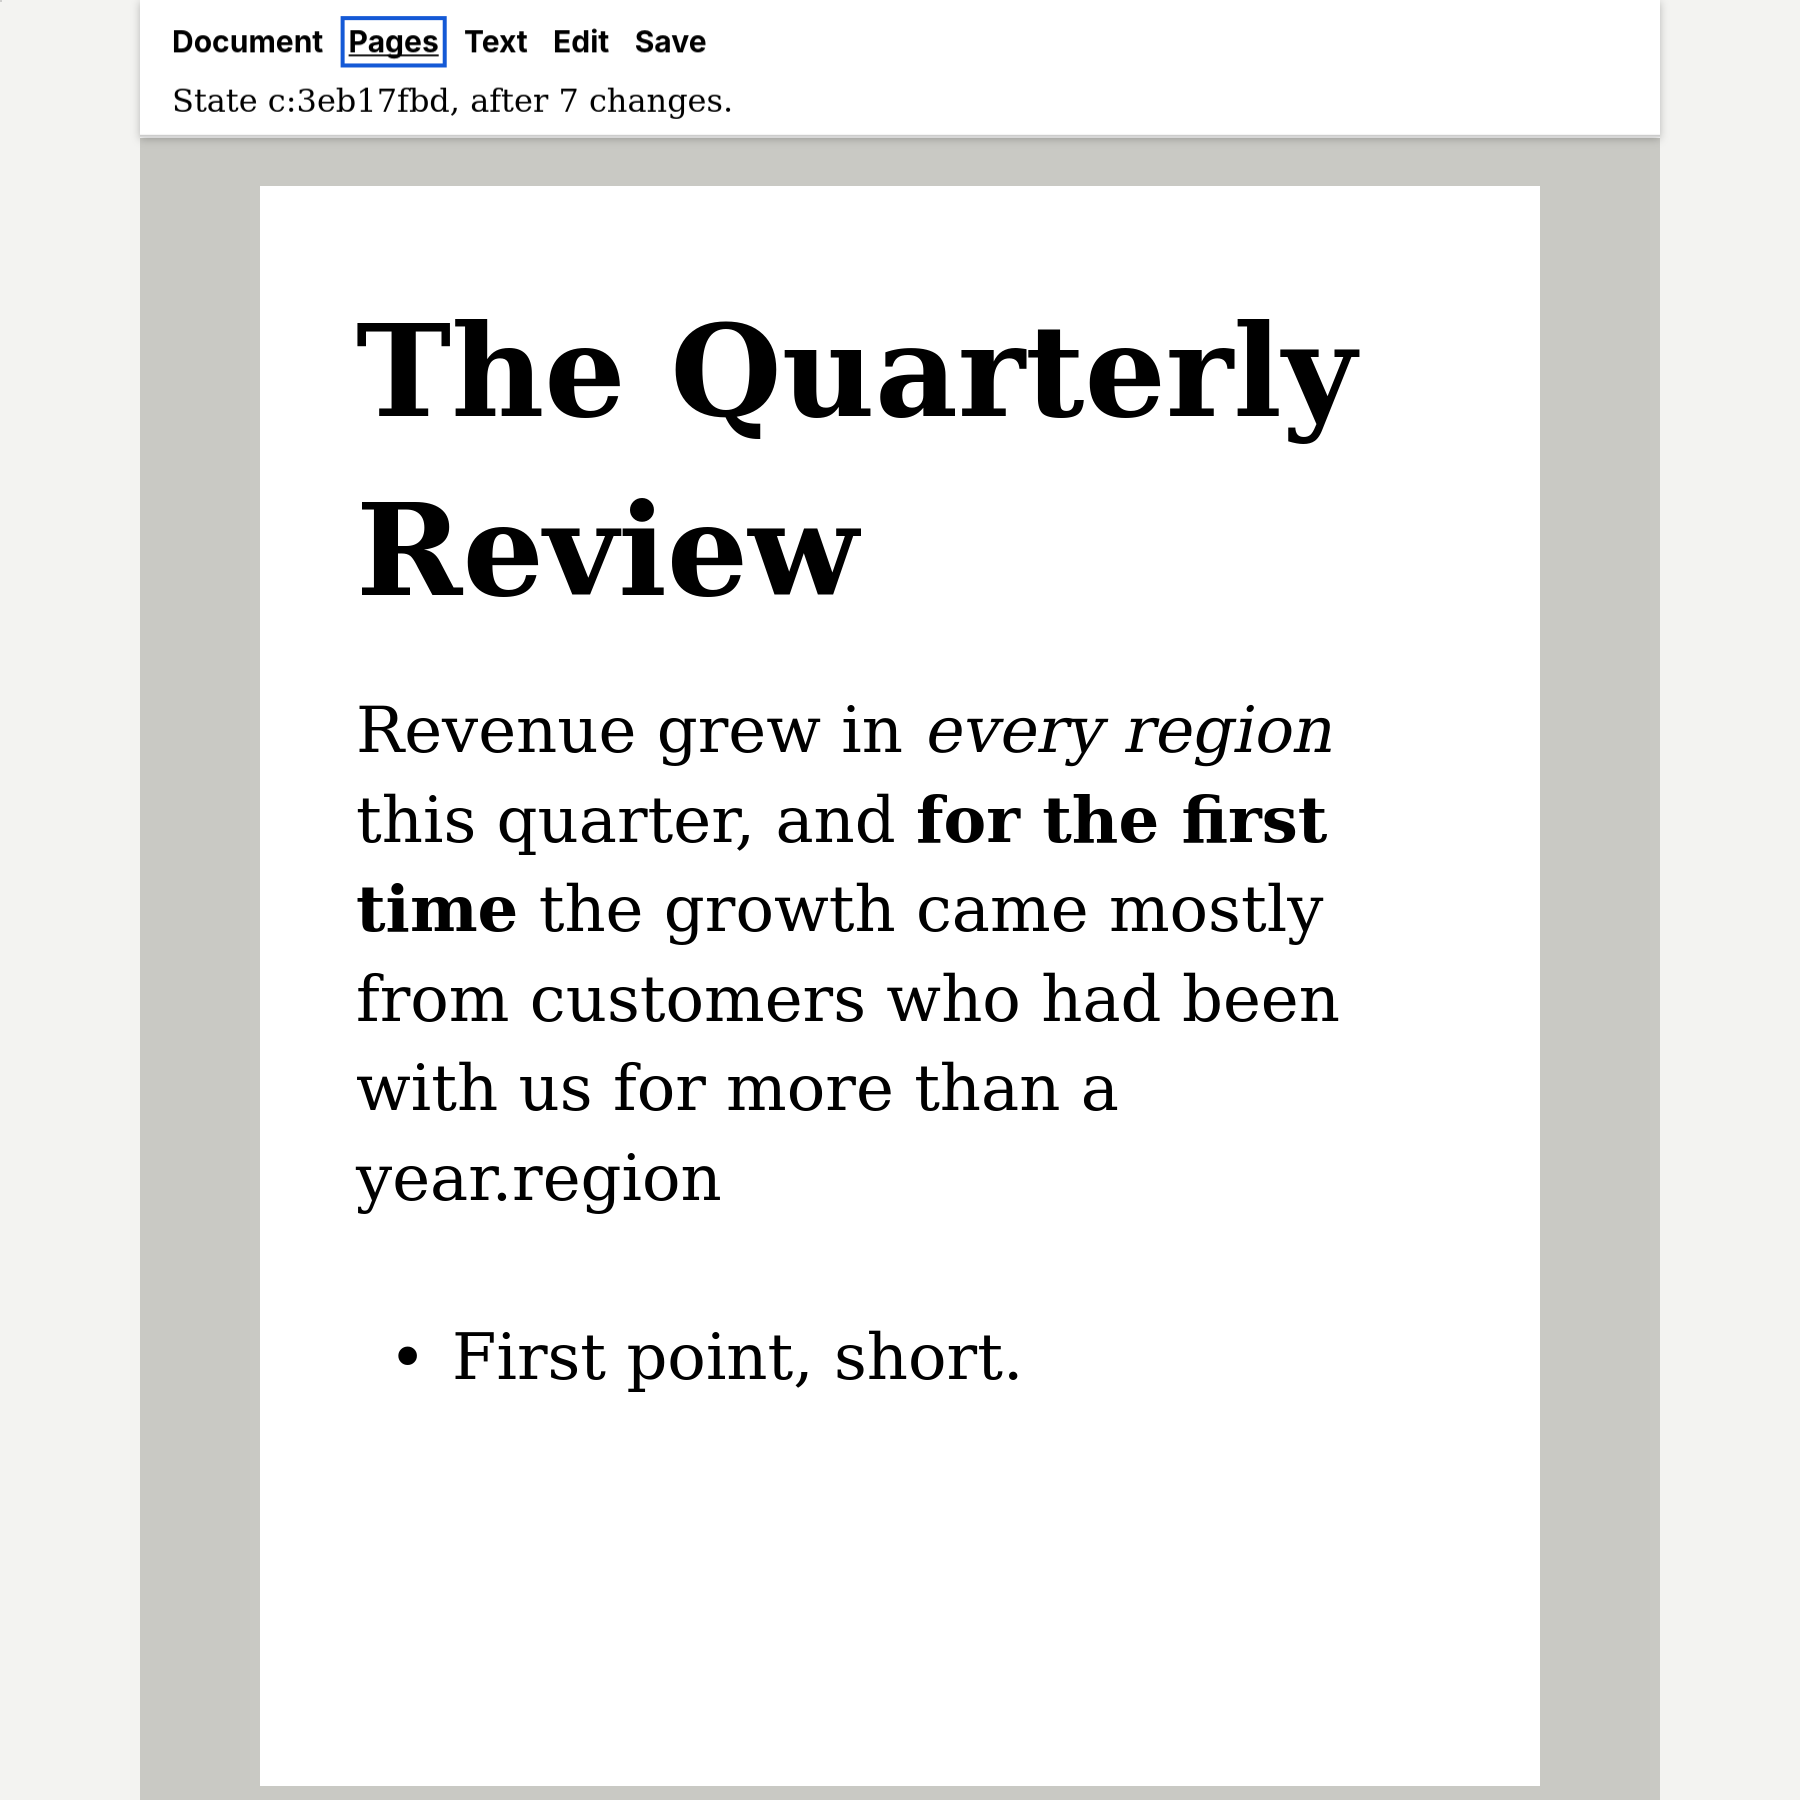 Document Pages Text Edit Save
State c:3eb17fbd, after 7 changes.
The Quarterly
Review
Revenue grew in every region
this quarter, and for the first
time the growth came mostly
from customers who had been
with us for more than a
year.region
• First point, short.